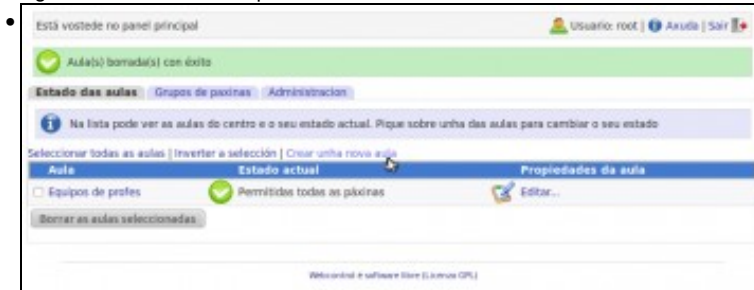 Está vostede no panel principal
Usuario: root | Axuda | Sair
Aula(s) borrada(s) con éxito
Estado das aulas Grupos de paxinas Administracion
Na lista pode ver as aulas do centro e o seu estado actual. Pique sobre unha das aulas para cambiar o seu estado
Seleccionar todas as aulas | Inverter a selección | Crear unha nova aula
Aula Estado actual Propiedades da aula
Equipos de profes Permitidas todas as páxinas Editar...
Borrar as aulas seleccionadas
Webcontrol é software libre (Licenza GPL)